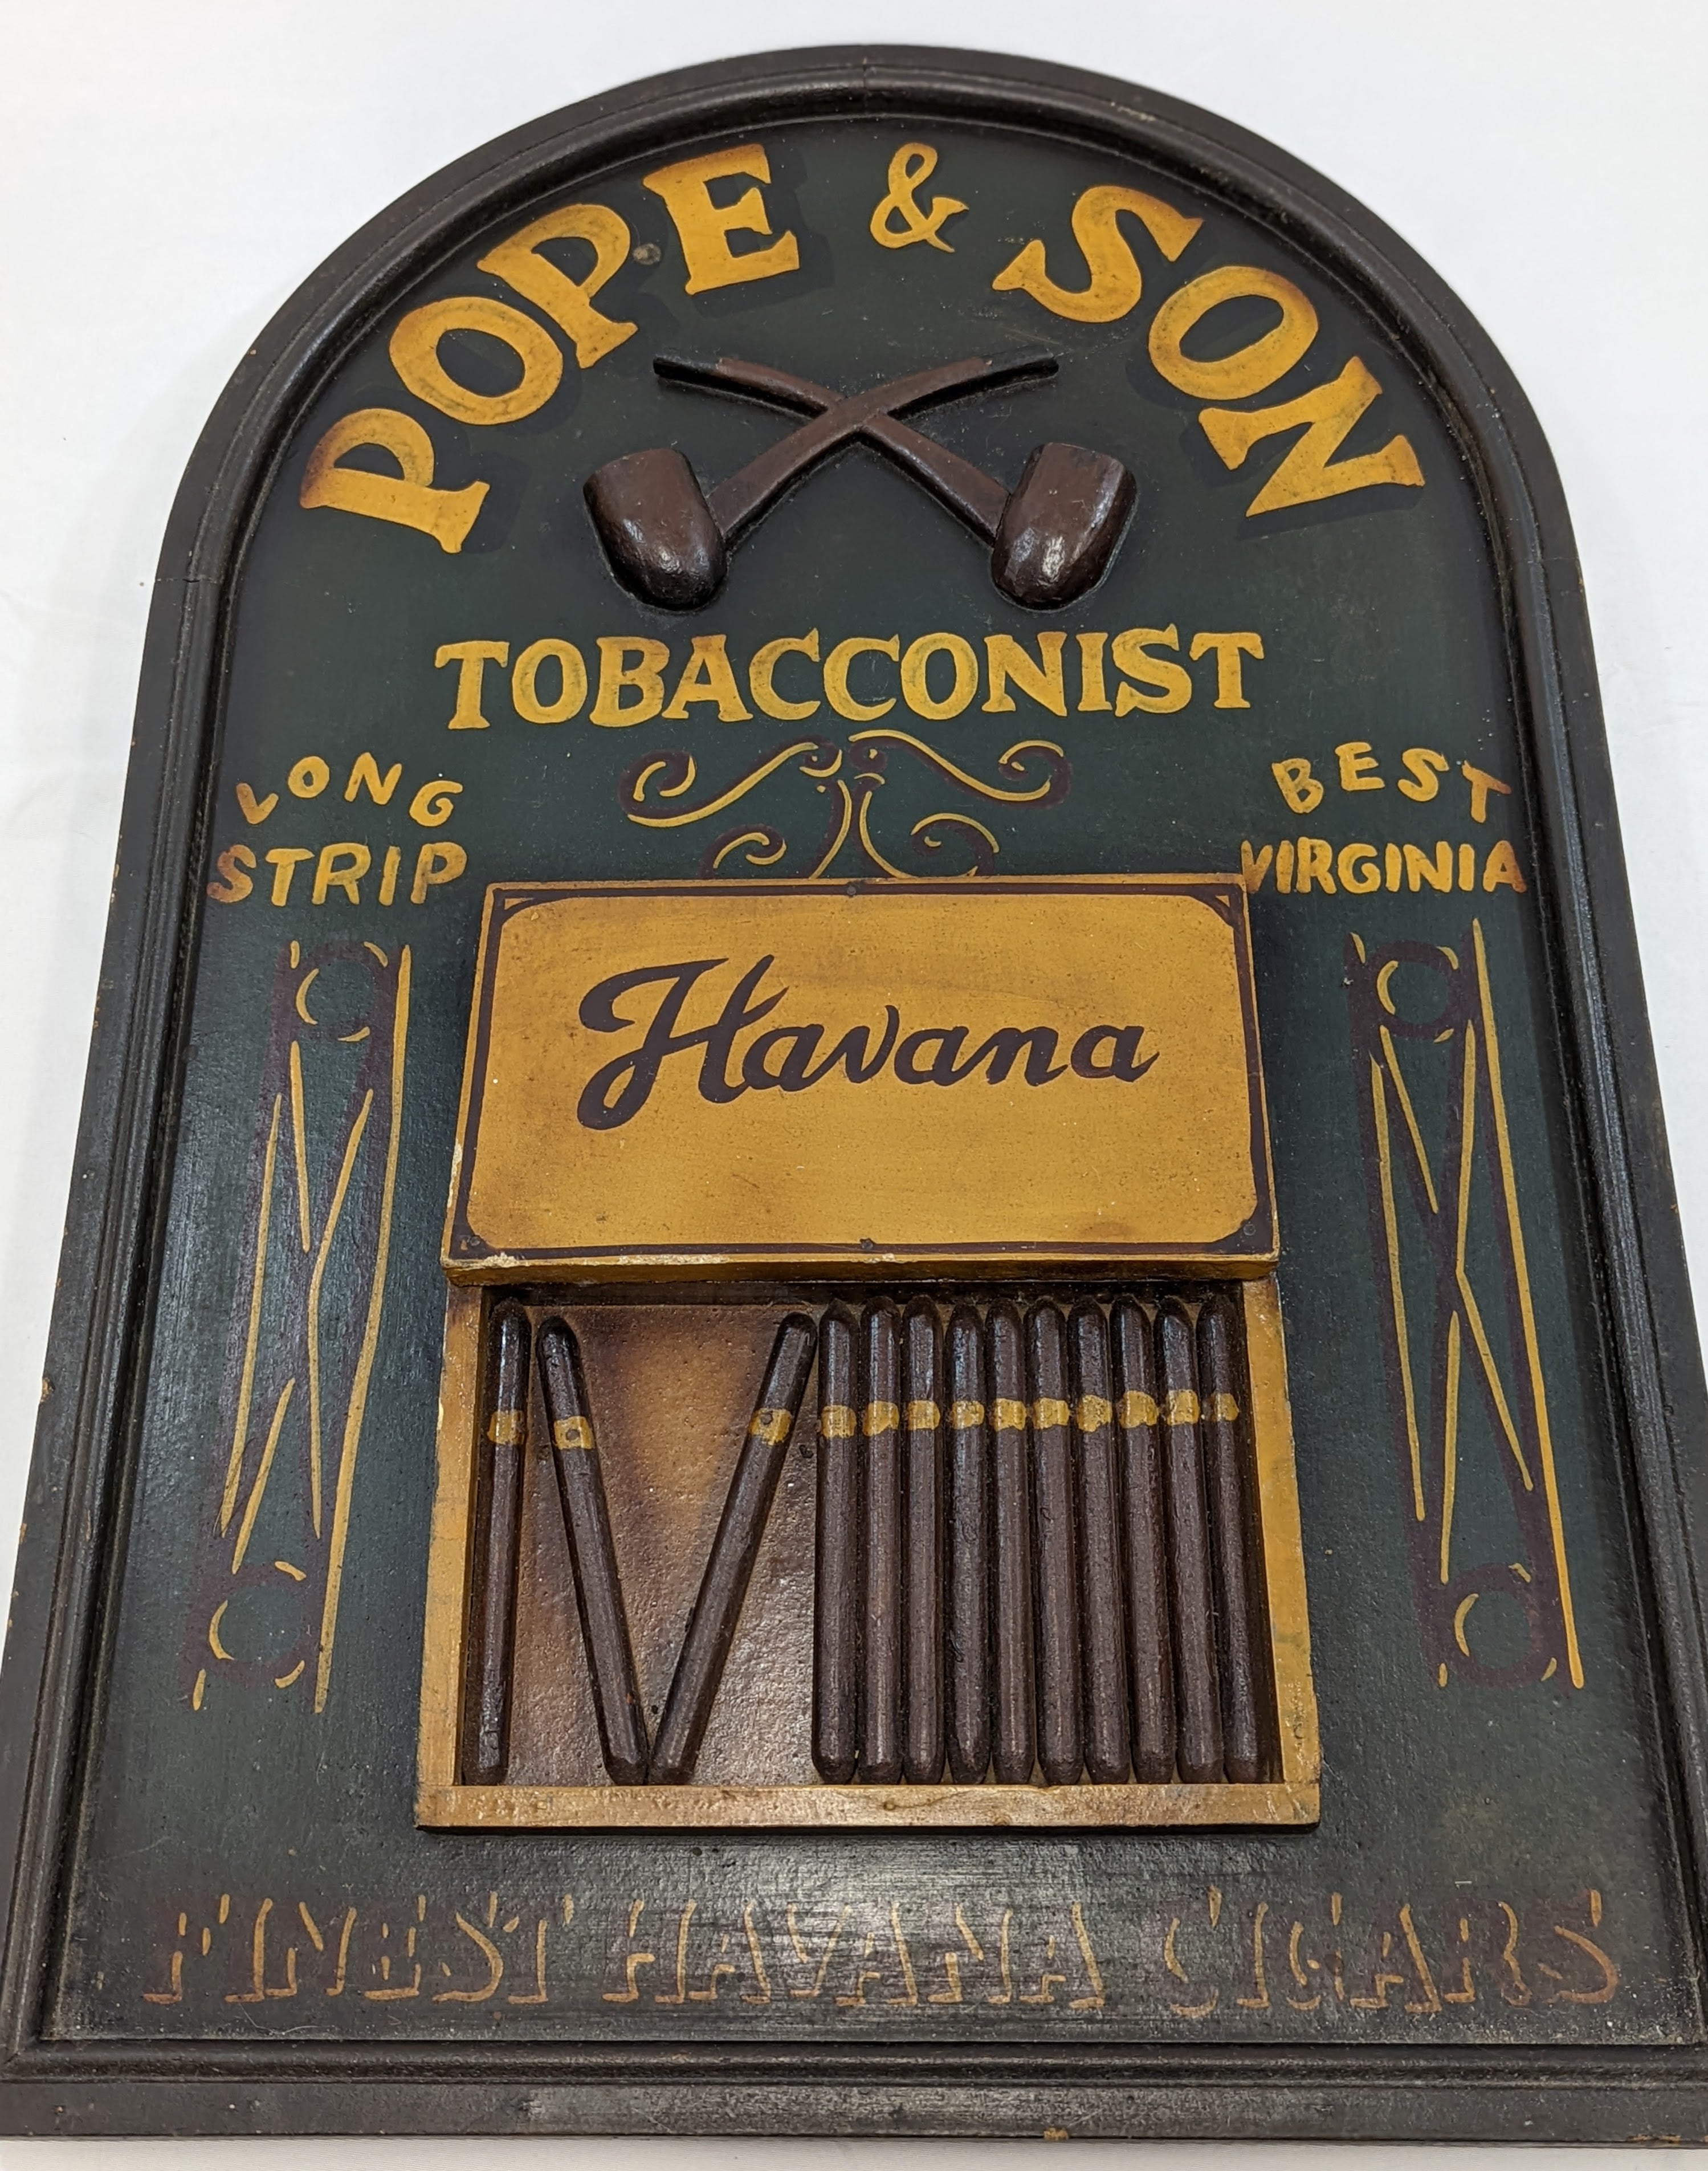 POPE & SON
TOBACCONIST
LONG
STRIP
BEST
VIRGINIA
Havana
FINEST HAVANA CIGARS